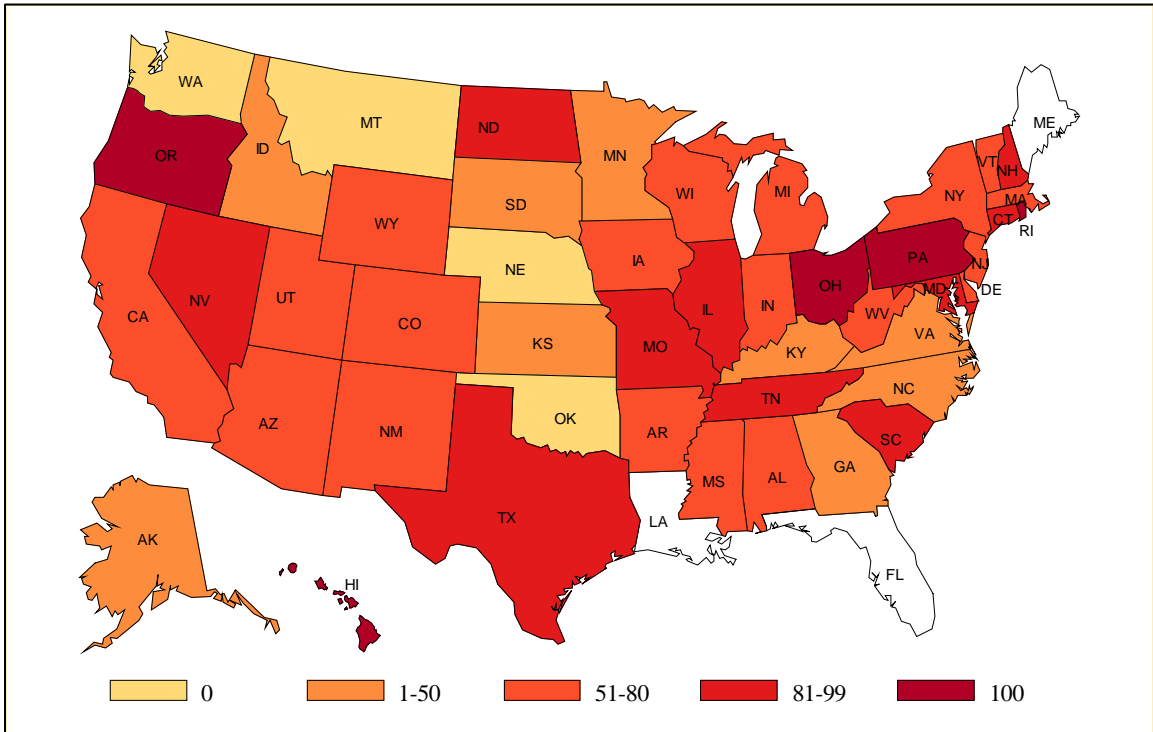 WA
MT
ND
ME
OR
ID
MN
VT
NH
SD
WI
MI
NY
MA
WY
CT
RI
IA
NE
PA
NJ
NV
UT
OH
DE
MD
IL
IN
CA
CO
WV
VA
KS
MO
KY
TN
NC
AZ
NM
OK
AR
SC
GA
MS
AL
TX
LA
AK
HI
FL
0
1-50
51-80
81-99
100